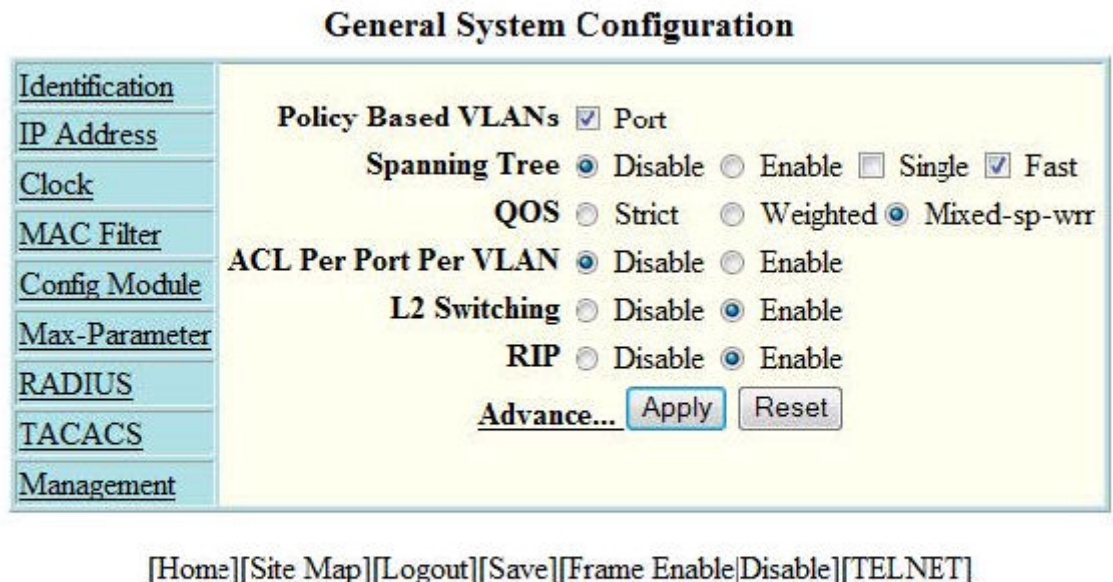 General System Configuration
Identification
IP Address
Clock
MAC Filter
Config Module
Max-Parameter
RADIUS
TACACS
Management
Policy Based VLANs Port
Spanning Tree Disable Enable Single Fast
QOS Strict Weighted Mixed-sp-wrr
ACL Per Port Per VLAN Disable Enable
L2 Switching Disable Enable
RIP Disable Enable
Advance... Apply Reset
[Home][Site Map][Logout][Save][Frame Enable|Disable][TELNET]